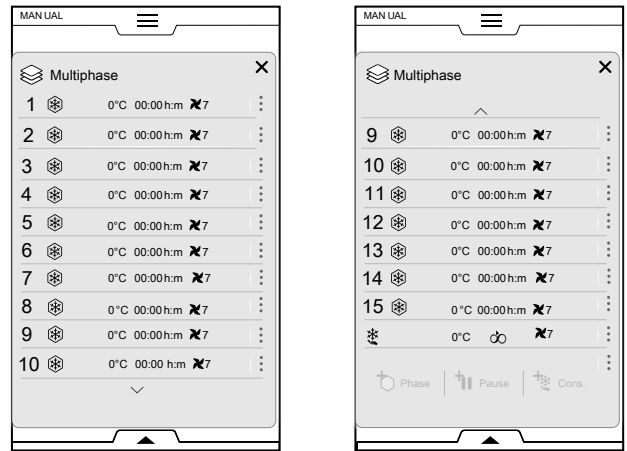 MANUAL
Multiphase
1 0°C 00:00 h:m 7
2 0°C 00:00 h:m 7
3 0°C 00:00 h:m 7
4 0°C 00:00 h:m 7
5 0°C 00:00 h:m 7
6 0°C 00:00 h:m 7
7 0°C 00:00 h:m 7
8 0°C 00:00 h:m 7
9 0°C 00:00 h:m 7
10 0°C 00:00 h:m 7
MANUAL
Multiphase
9 0°C 00:00 h:m 7
10 0°C 00:00 h:m 7
11 0°C 00:00 h:m 7
12 0°C 00:00 h:m 7
13 0°C 00:00 h:m 7
14 0°C 00:00 h:m 7
15 0°C 00:00 h:m 7
0°C 7
Phase Pause Cons.